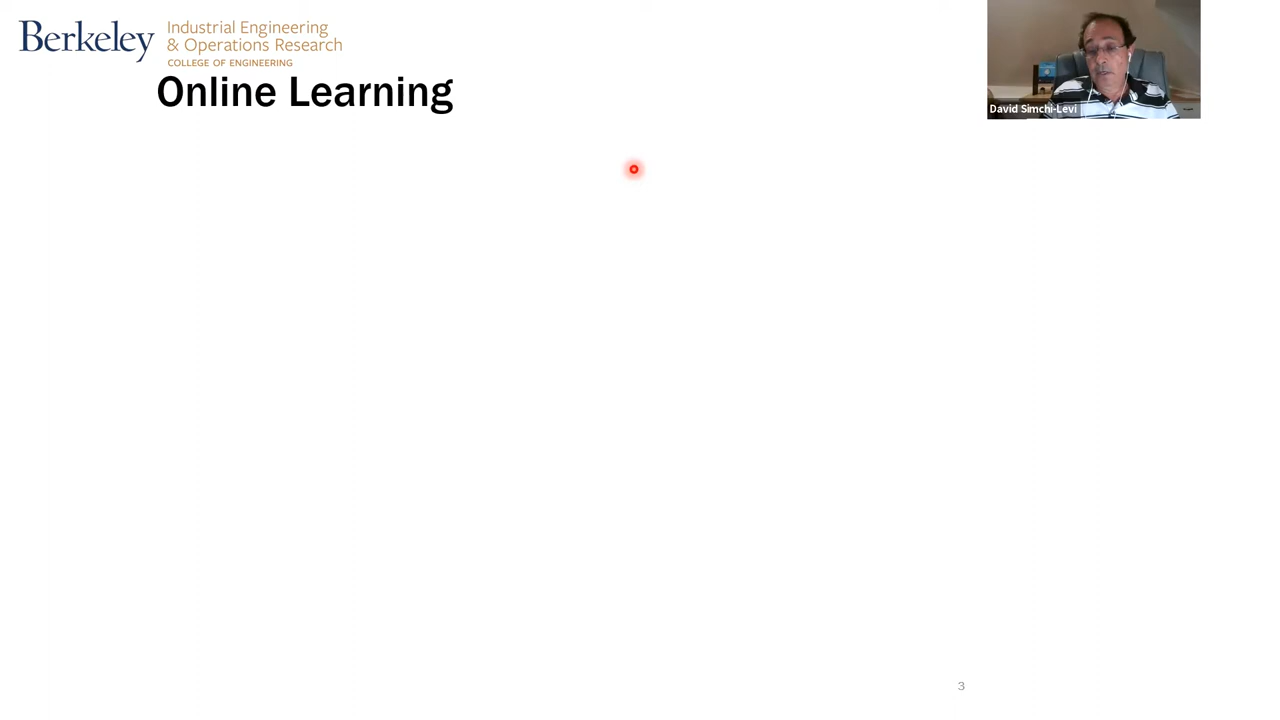 Berkeley
Industrial Engineering
& Operations Research
COLLEGE OF ENGINEERING
Online Learning
David Simchi-Levi
3